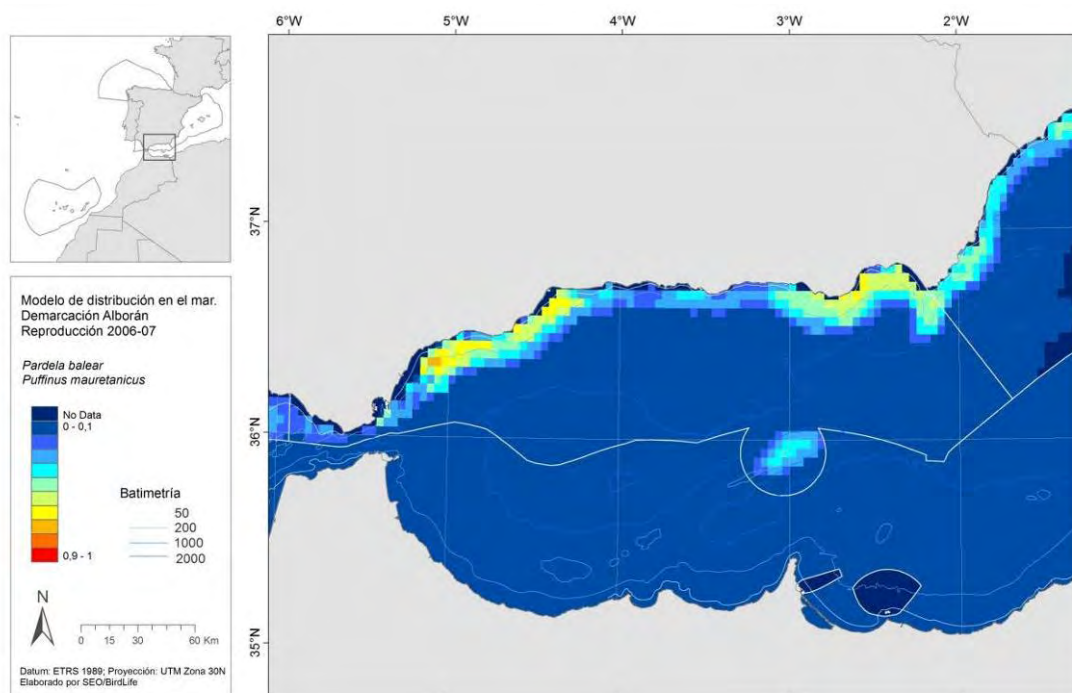 6°W 5°W 4°W 3°W 2°W
37°N
36°N
35°N
Modelo de distribución en el mar.
Demarcación Alborán
Reproducción 2006-07
Pardela balear
Puffinus mauretanicus
No Data
0 - 0,1
0,9 - 1
Batimetría
50
200
1000
2000
N
0 15 30 60 Km
Datum: ETRS 1989; Proyección: UTM Zona 30N
Elaborado por SEO/BirdLife